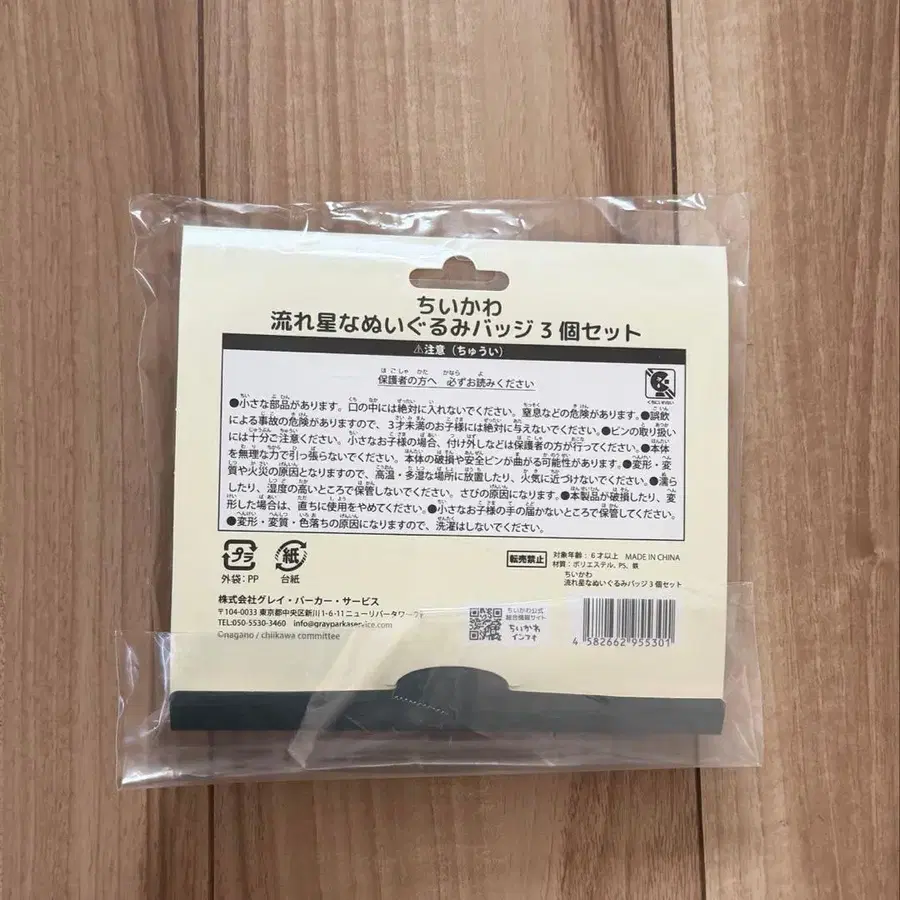 ちいかわ
流れ星なぬいぐるみバッジ３個セット
⚠注意（ちゅうい）
保護者の方へ 必ずお読みください
●小さな部品があります。口の中には絶対に入れないでください。窒息などの危険があります。●誤飲
による事故の危険がありますので、３才未満のお子様には絶対に与えないでください。●ピンの取り扱い
には十分ご注意ください。小さなお子様の場合、付け外しなどは保護者の方が行ってください。●本体
を無理な力で引っ張らないでください。本体の破損や安全ピンが曲がる可能性があります。●変形・変
質や火災の原因となりますので、高温・多湿な場所に放置したり、火気に近づけないでください。●濡ら
したり、湿度の高いところで保管しないでください。さびの原因になります。●本製品が破損したり、変
形した場合は、直ちに使用をやめてください。●小さなお子様の手の届かないところで保管してください。
●変形・変質・色落ちの原因になりますので、洗濯はしないでください。
プラ
外袋：PP
紙
台紙
転売禁止
対象年齢：６才以上 MADE IN CHINA
材質：ポリエステル、PS、鉄
ちいかわ
流れ星なぬいぐるみバッジ３個セット
株式会社グレイ・パーカー・サービス
〒104-0033 東京都中央区新川1-6-11ニューリバータワー7F
TEL:050-5530-3460 info@grayparkaservice.com
©nagano / chiikawa committee
ちいかわ公式
総合情報サイト
ちいかわ
インフォ
4 582662 955301